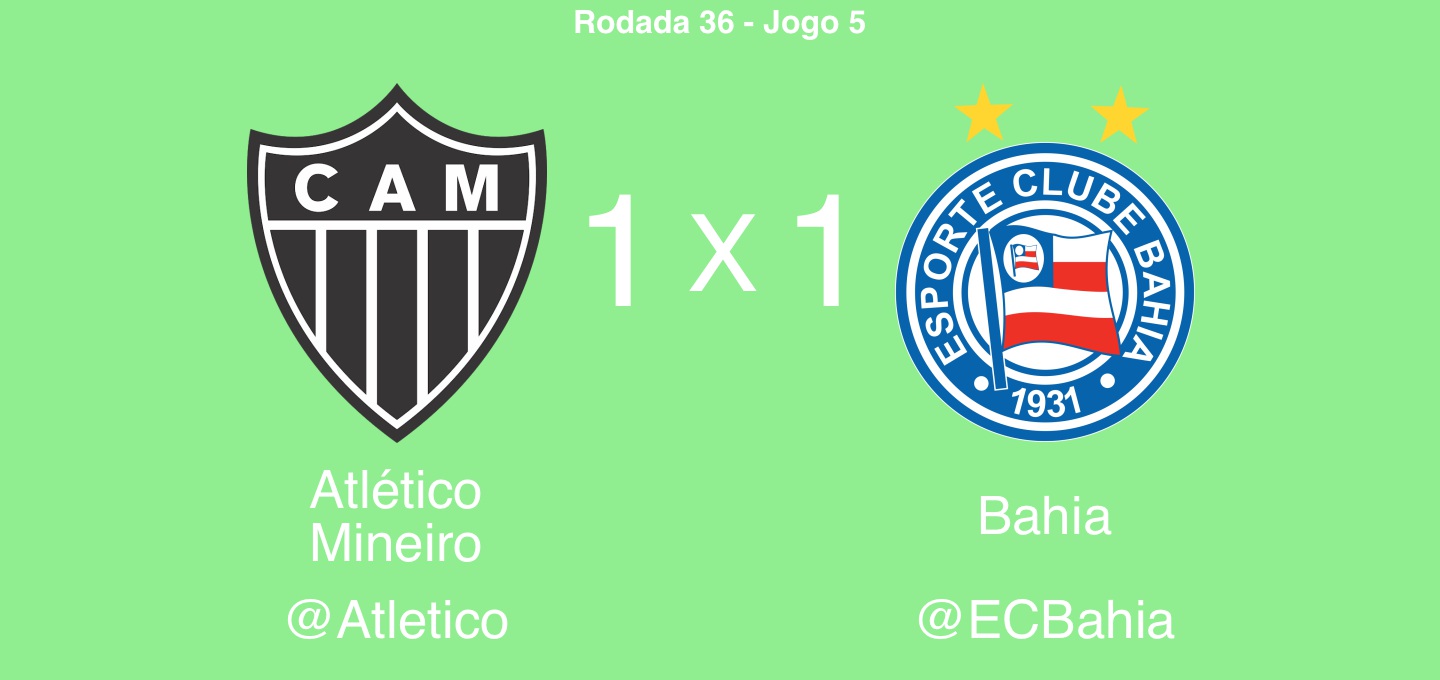 Rodada 36 - Jogo 5
CAM
1 x 1
ESPORTE CLUBE BAHIA
1931
Atlético
Mineiro
Bahia
@Atletico
@ECBahia